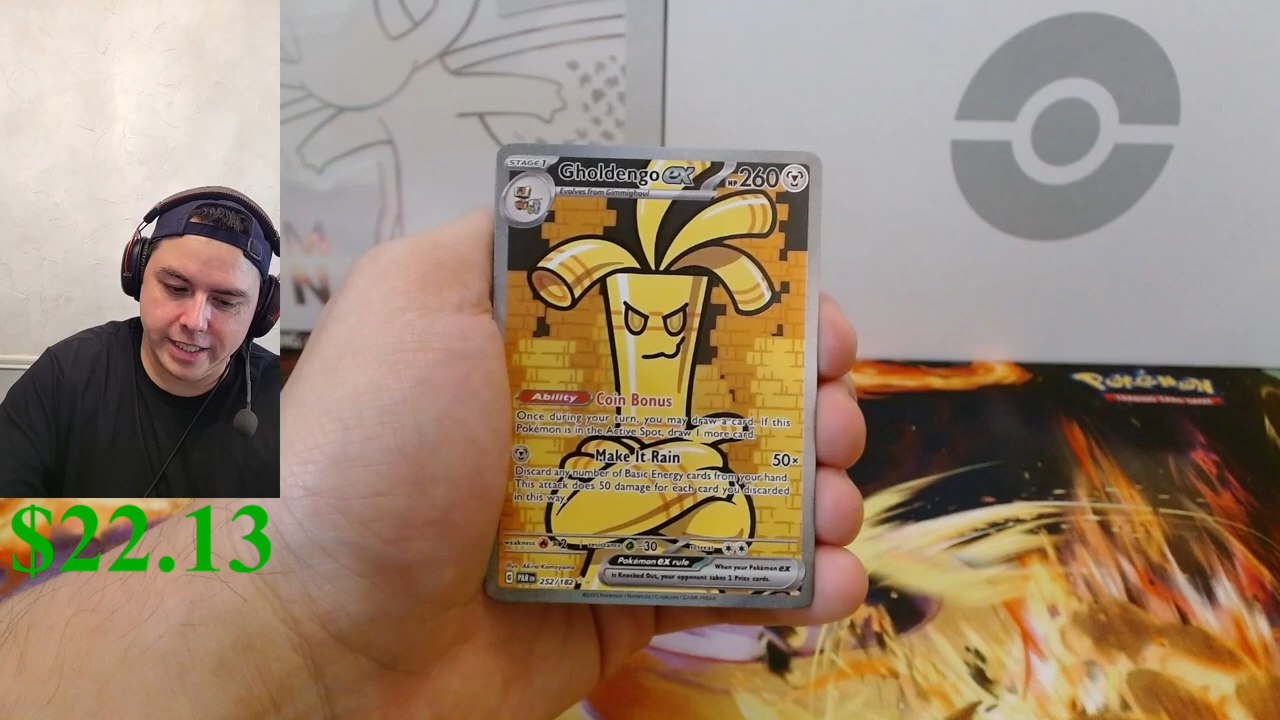 STAGE 1
Gholdengo ex
HP 260
Evolves from Gimmighoul
Ability Coin Bonus
Once during your turn, you may draw a card. If this
Pokémon is in the Active Spot, draw 1 more card.
Make It Rain 50×
Discard any number of Basic Energy cards from your hand.
This attack does 50 damage for each card you discarded
in this way.
weakness ×2 resistance -30 retreat
Illus. Akira Komayama
G PAR EN 252/182
Pokémon ex rule
When your Pokémon ex
is Knocked Out, your opponent takes 2 Prize cards.
POKÉMON
TRADING CARD GAME
$22.13